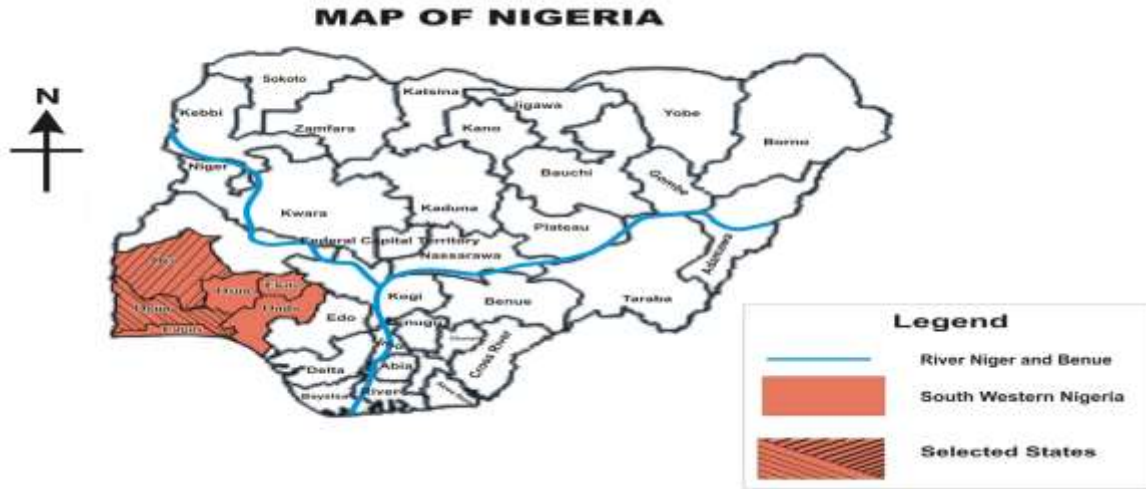 MAP OF NIGERIA
N
Sokoto
Katsina
Jigawa
Yobe
Kebbi
Zamfara
Kano
Borno
Niger
Bauchi
Gombe
Kwara
Kaduna
Plateau
Federal Capital Territory
Nassarawa
Adamawa
Oyo
Osun
Ekiti
Ogun
Ondo
Lagos
Kogi
Benue
Taraba
Edo
Enugu
Cross River
Delta
Abia
Bayelsa
Rivers
Legend
River Niger and Benue
South Western Nigeria
Selected States